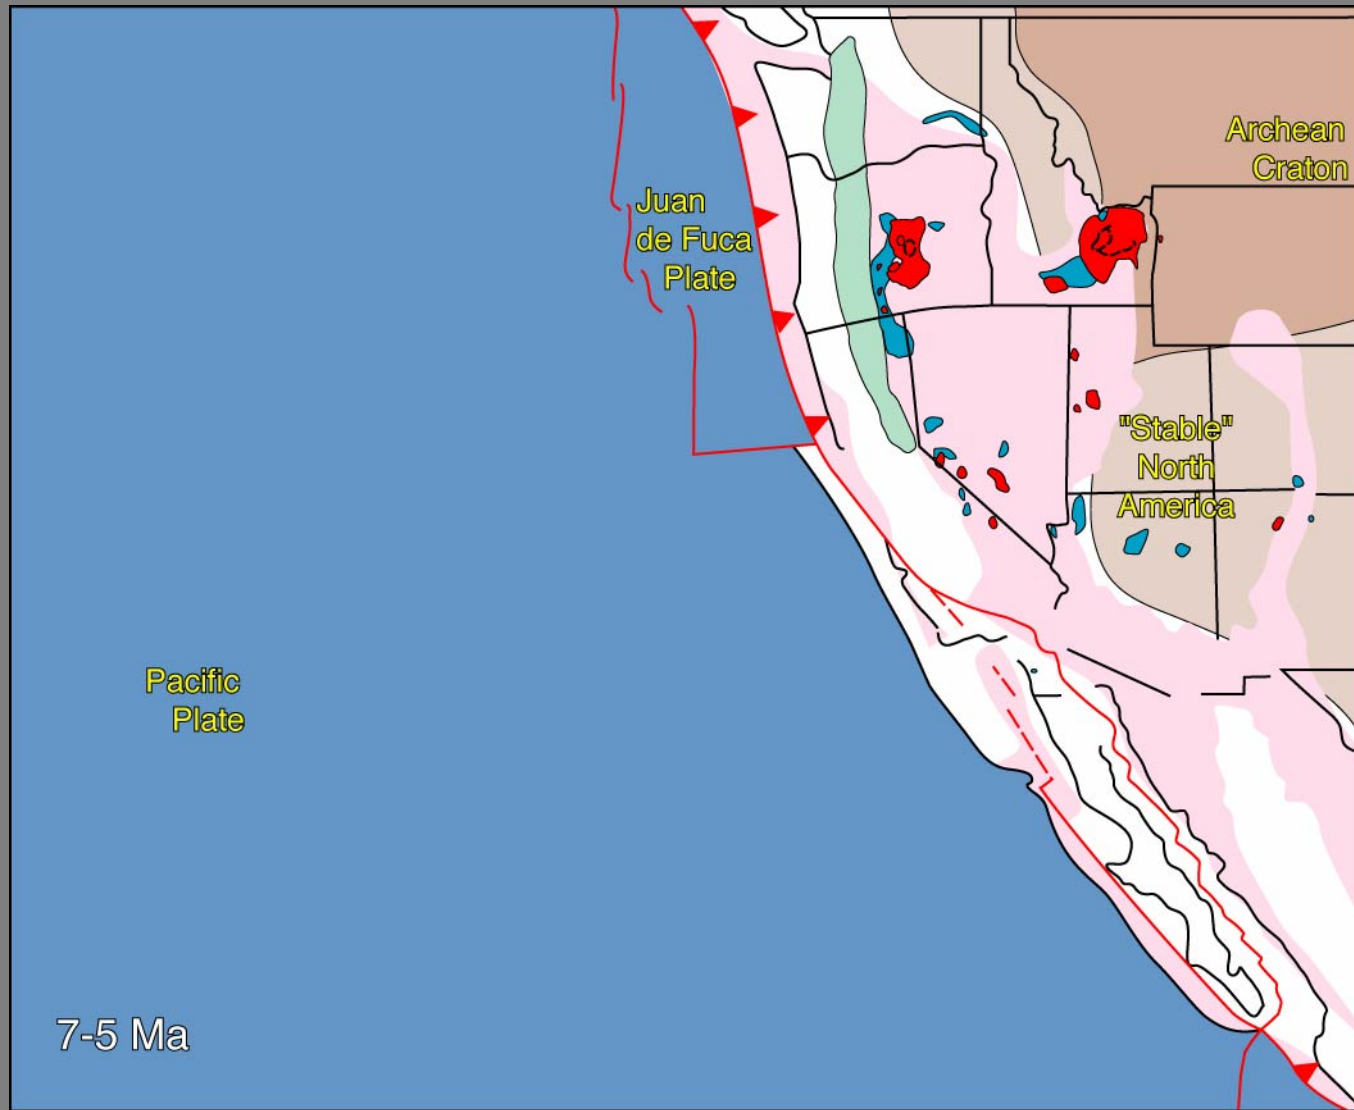 Archean
Craton
Juan
de Fuca
Plate
"Stable"
North
America
Pacific
Plate
7-5 Ma